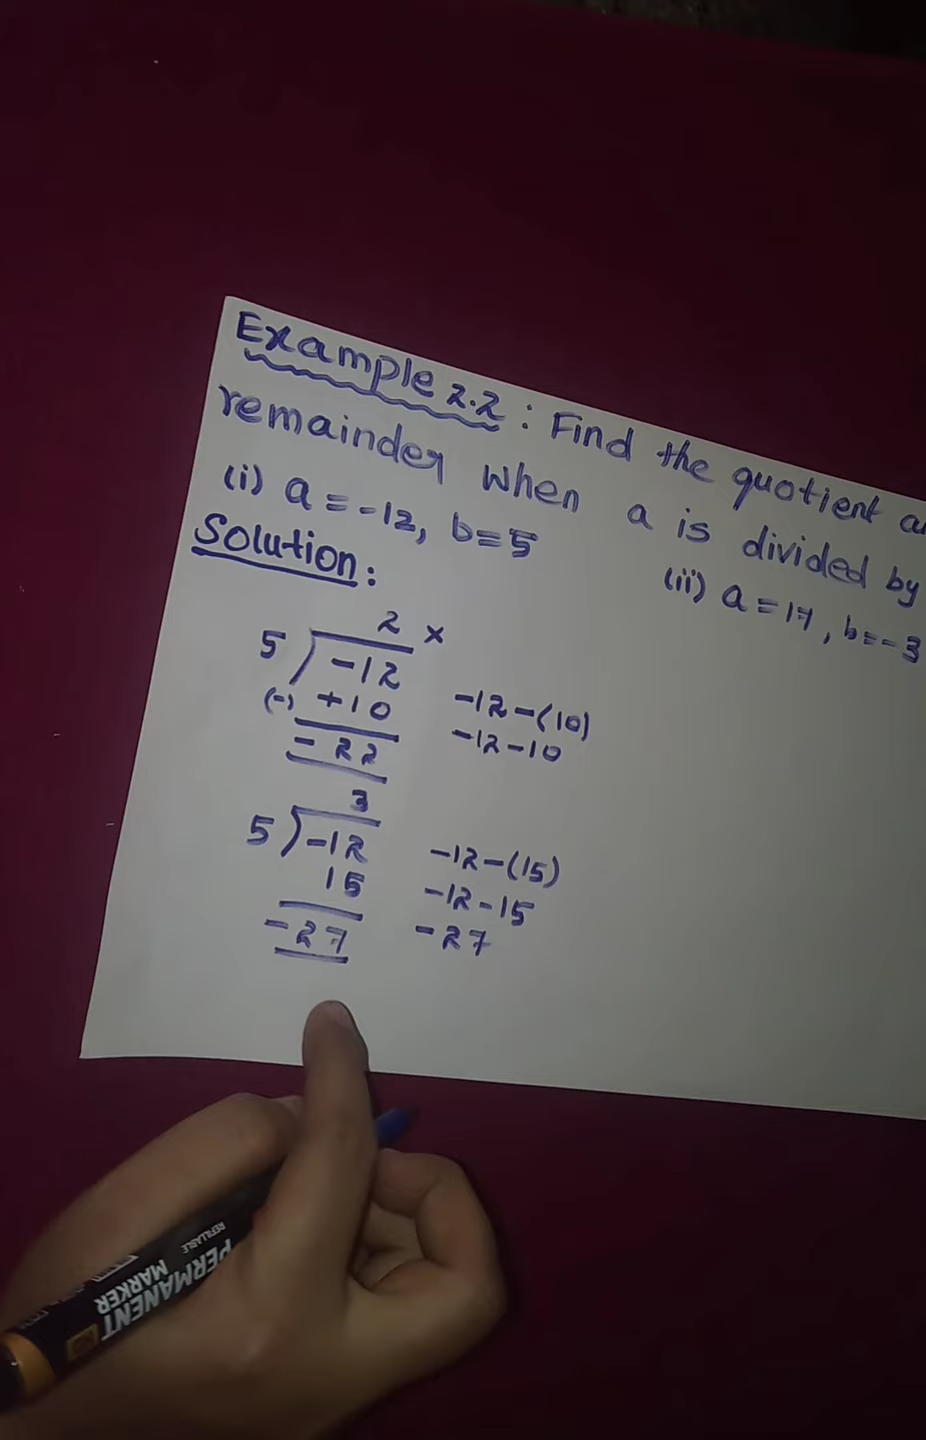 Example 2.2 : Find the quotient
remainder when a is divided by
(i) a = -12, b = 5 (ii) a = 17, b = -3
Solution :
2 ×
5 ) -12
(-) +10 -12-(10)
-22 -12-10
3
5 ) -12 -12-(15)
15 -12-15
-27 -27
PERMANENT
MARKER
REFILLABLE